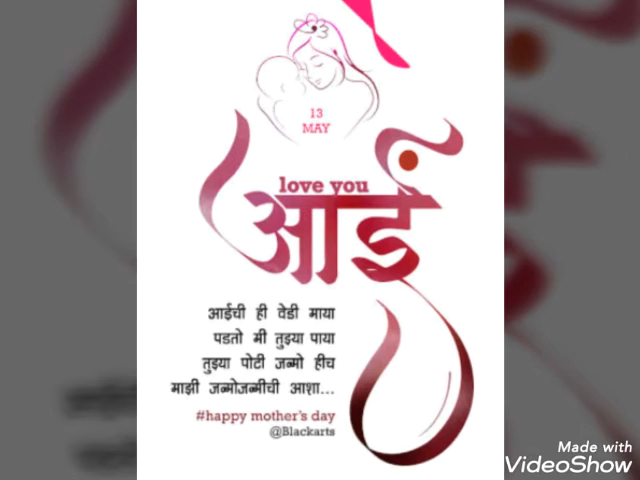 13
MAY
love you
आई
आईची ही वेडी माया
पडतो मी तुझ्या पाया
तुझ्या पोटी जन्मो हीच
माझी जन्मोजन्मीची आशा...
#happy mother's day
@Blackarts
Made with
VideoShow